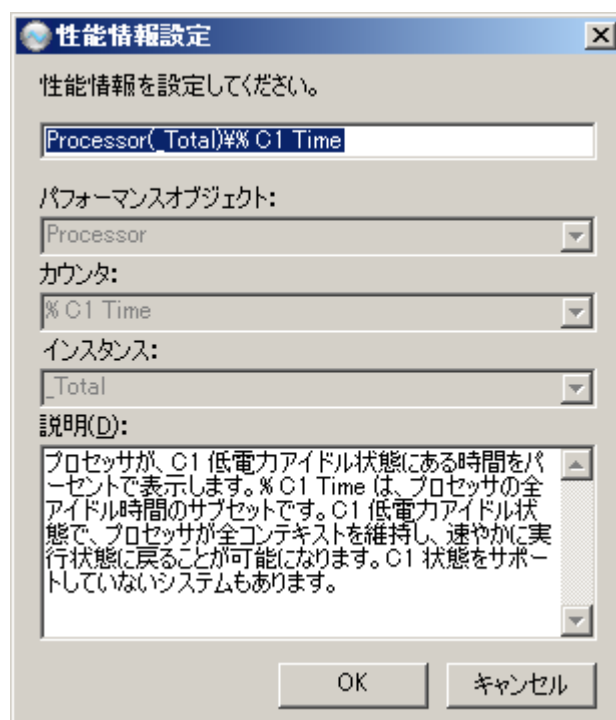 性能情報設定
性能情報を設定してください。
Processor(_Total)¥% C1 Time
パフォーマンスオブジェクト:
Processor
カウンタ:
% C1 Time
インスタンス:
_Total
説明(D):
プロセッサが、C1 低電力アイドル状態にある時間をパ
ーセントで表示します。% C1 Time は、プロセッサの全
アイドル時間のサブセットです。C1 低電力アイドル状
態で、プロセッサが全コンテキストを維持し、速やかに実
行状態に戻ることが可能になります。C1 状態をサポー
トしていないシステムもあります。
OK
キャンセル